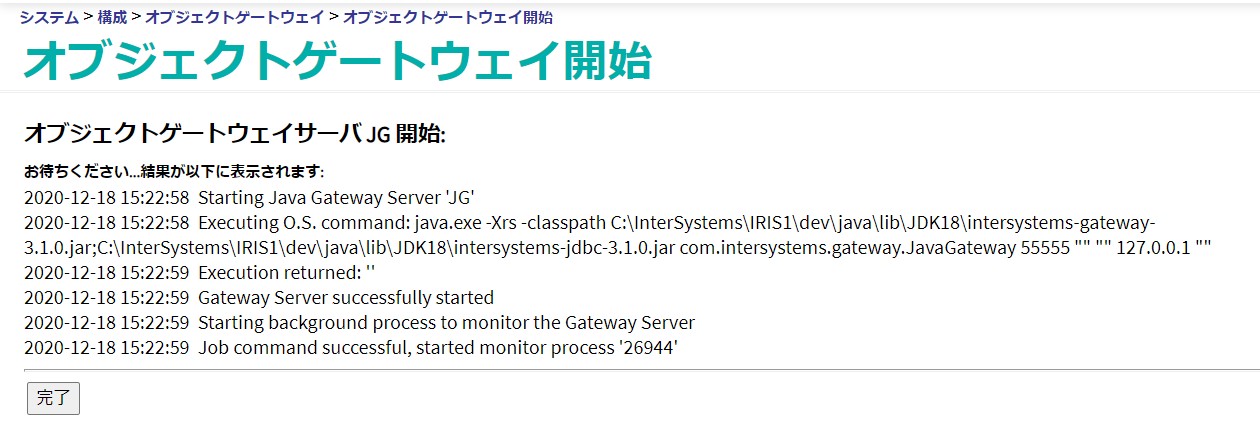 システム > 構成 > オブジェクトゲートウェイ > オブジェクトゲートウェイ開始
オブジェクトゲートウェイ開始
オブジェクトゲートウェイサーバ JG 開始:
お待ちください...結果が以下に表示されます:
2020-12-18 15:22:58 Starting Java Gateway Server 'JG'
2020-12-18 15:22:58 Executing O.S. command: java.exe -Xrs -classpath C:\InterSystems\IRIS1\dev\java\lib\JDK18\intersystems-gateway-
3.1.0.jar;C:\InterSystems\IRIS1\dev\java\lib\JDK18\intersystems-jdbc-3.1.0.jar com.intersystems.gateway.JavaGateway 55555 "" "" 127.0.0.1 ""
2020-12-18 15:22:59 Execution returned: ''
2020-12-18 15:22:59 Gateway Server successfully started
2020-12-18 15:22:59 Starting background process to monitor the Gateway Server
2020-12-18 15:22:59 Job command successful, started monitor process '26944'
完了